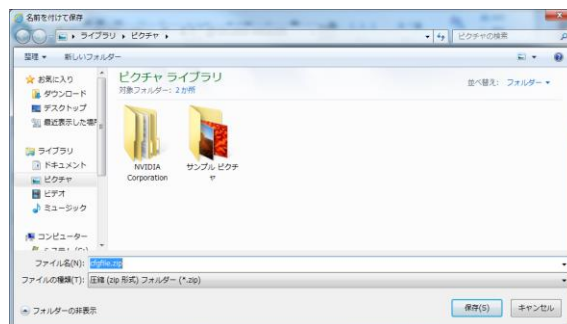 名前を付けて保存
ライブラリ ▸ ピクチャ ▸
ピクチャの検索
整理 ▾ 新しいフォルダー
お気に入り
ダウンロード
デスクトップ
最近表示した場所
ライブラリ
ドキュメント
ピクチャ
ビデオ
ミュージック
コンピューター
ピクチャ ライブラリ
対象フォルダー: 2 か所
並べ替え: フォルダー ▾
NVIDIA
Corporation
サンプル ピクチ
ャ
ファイル名(N): cfgfile.zip
ファイルの種類(T): 圧縮 (zip 形式) フォルダー (*.zip)
フォルダーの非表示
保存(S)
キャンセル